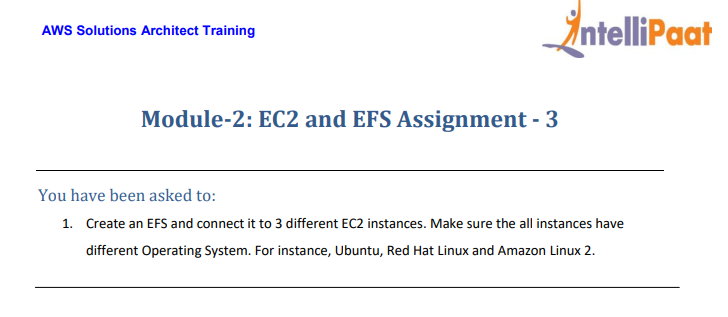 AWS Solutions Architect Training
IntelliPaat
Module-2: EC2 and EFS Assignment - 3
You have been asked to:
1. Create an EFS and connect it to 3 different EC2 instances. Make sure the all instances have
different Operating System. For instance, Ubuntu, Red Hat Linux and Amazon Linux 2.